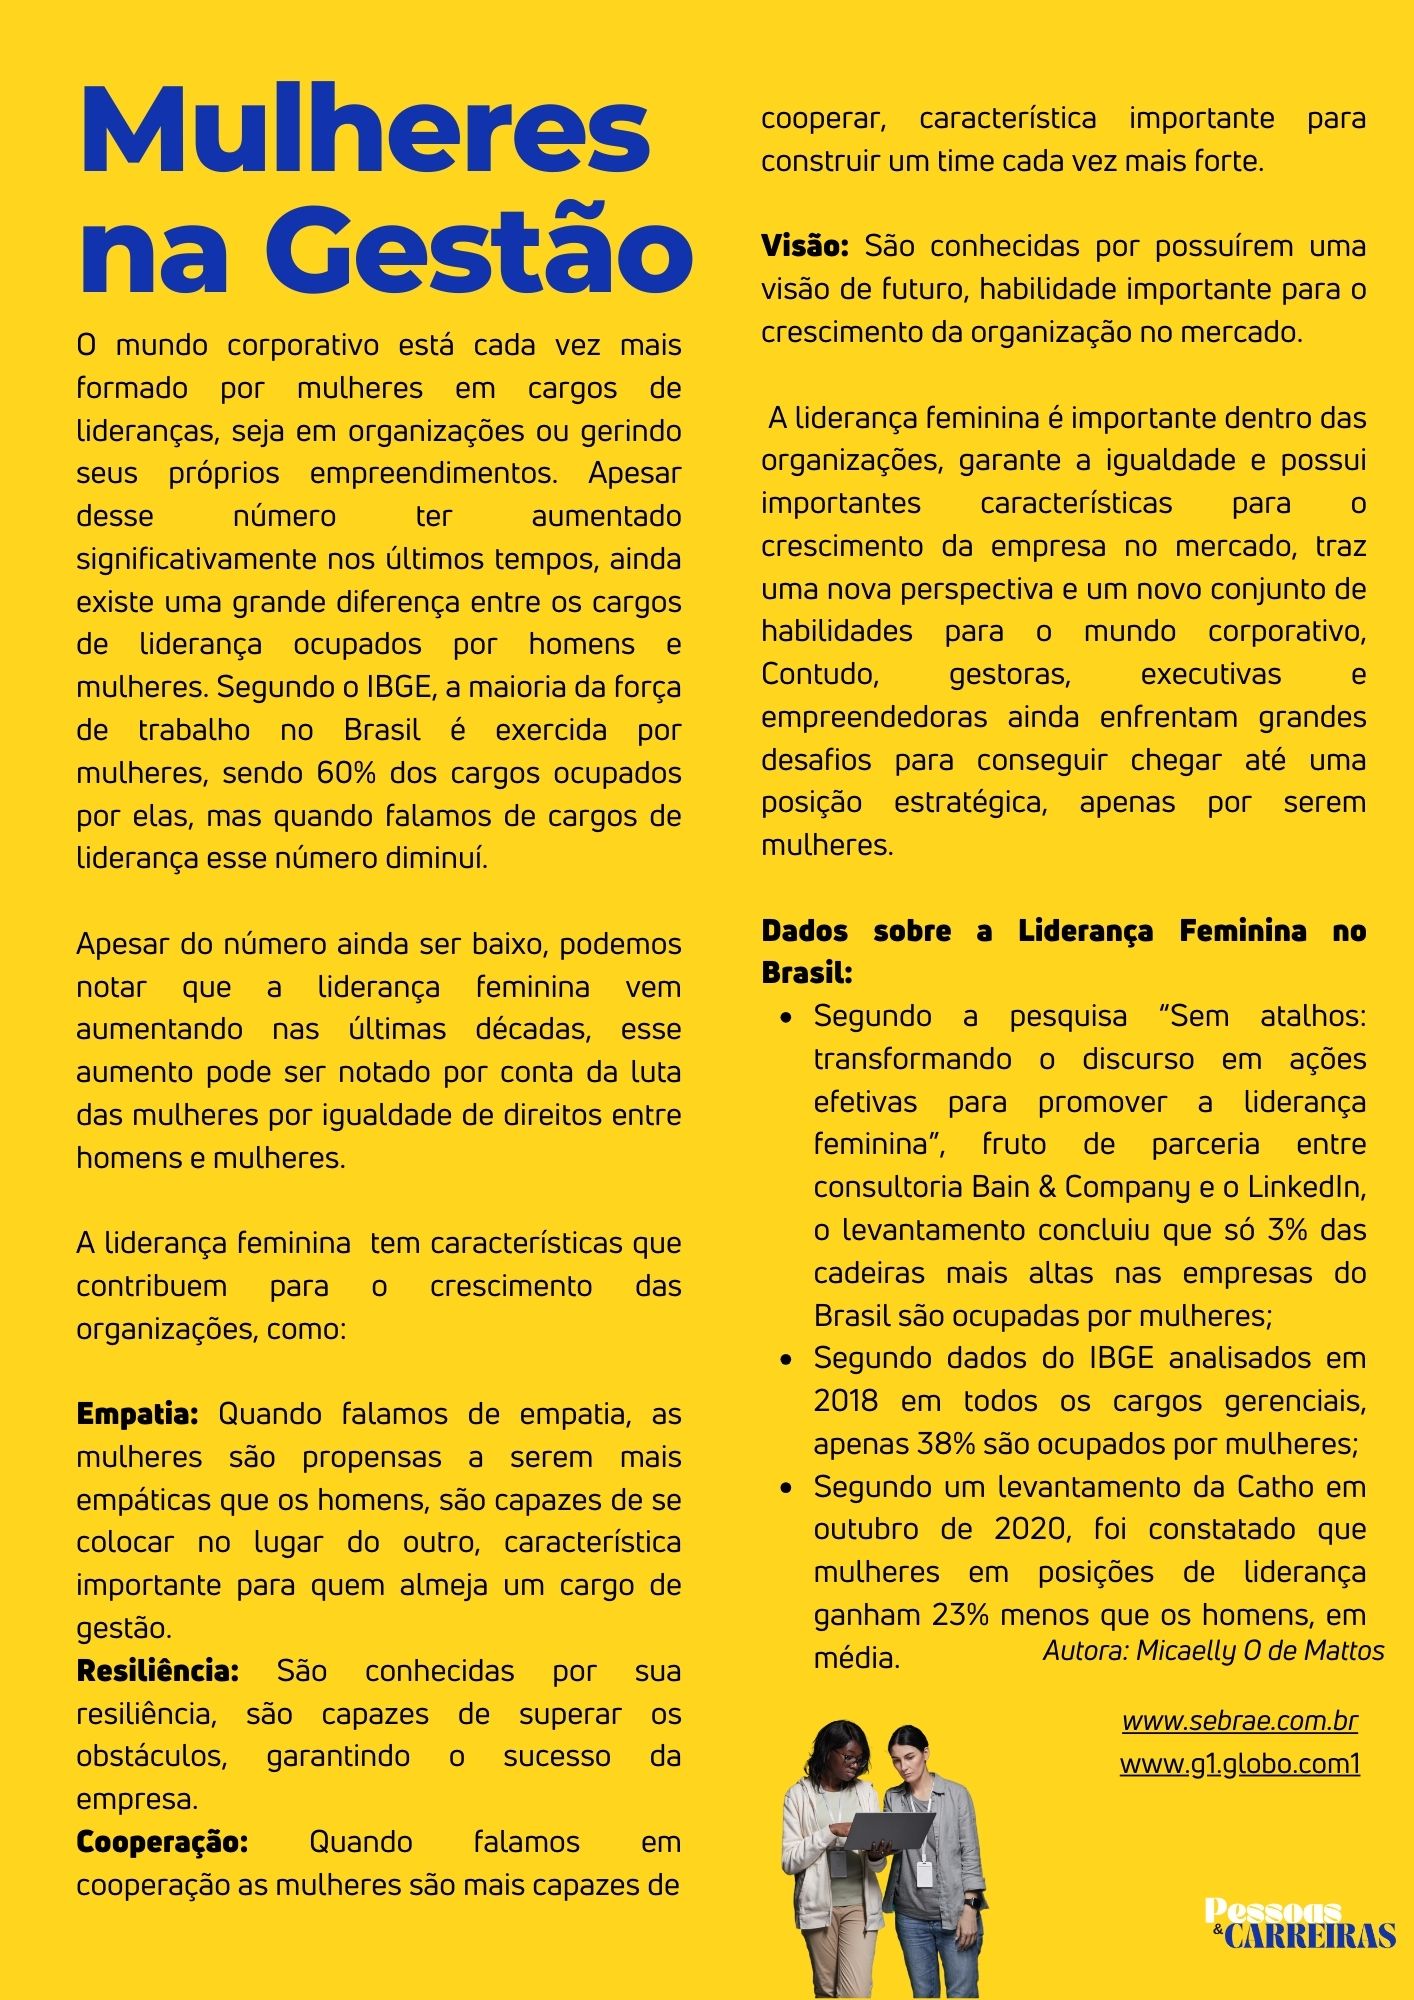 Mulheres
na Gestão
O mundo corporativo está cada vez mais
formado por mulheres em cargos de
lideranças, seja em organizações ou gerindo
seus próprios empreendimentos. Apesar
desse número ter aumentado
significativamente nos últimos tempos, ainda
existe uma grande diferença entre os cargos
de liderança ocupados por homens e
mulheres. Segundo o IBGE, a maioria da força
de trabalho no Brasil é exercida por
mulheres, sendo 60% dos cargos ocupados
por elas, mas quando falamos de cargos de
liderança esse número diminuí.
Apesar do número ainda ser baixo, podemos
notar que a liderança feminina vem
aumentando nas últimas décadas, esse
aumento pode ser notado por conta da luta
das mulheres por igualdade de direitos entre
homens e mulheres.
A liderança feminina tem características que
contribuem para o crescimento das
organizações, como:
Empatia: Quando falamos de empatia, as
mulheres são propensas a serem mais
empáticas que os homens, são capazes de se
colocar no lugar do outro, característica
importante para quem almeja um cargo de
gestão.
Resiliência: São conhecidas por sua
resiliência, são capazes de superar os
obstáculos, garantindo o sucesso da
empresa.
Cooperação: Quando falamos em
cooperação as mulheres são mais capazes de
cooperar, característica importante para
construir um time cada vez mais forte.
Visão: São conhecidas por possuírem uma
visão de futuro, habilidade importante para o
crescimento da organização no mercado.
A liderança feminina é importante dentro das
organizações, garante a igualdade e possui
importantes características para o
crescimento da empresa no mercado, traz
uma nova perspectiva e um novo conjunto de
habilidades para o mundo corporativo,
Contudo, gestoras, executivas e
empreendedoras ainda enfrentam grandes
desafios para conseguir chegar até uma
posição estratégica, apenas por serem
mulheres.
Dados sobre a Liderança Feminina no
Brasil:
• Segundo a pesquisa “Sem atalhos:
transformando o discurso em ações
efetivas para promover a liderança
feminina”, fruto de parceria entre
consultoria Bain & Company e o LinkedIn,
o levantamento concluiu que só 3% das
cadeiras mais altas nas empresas do
Brasil são ocupadas por mulheres;
• Segundo dados do IBGE analisados em
2018 em todos os cargos gerenciais,
apenas 38% são ocupados por mulheres;
• Segundo um levantamento da Catho em
outubro de 2020, foi constatado que
mulheres em posições de liderança
ganham 23% menos que os homens, em
média.
Autora: Micaelly O de Mattos
www.sebrae.com.br
www.g1.globo.com1
Pessoas
&CARREIRAS